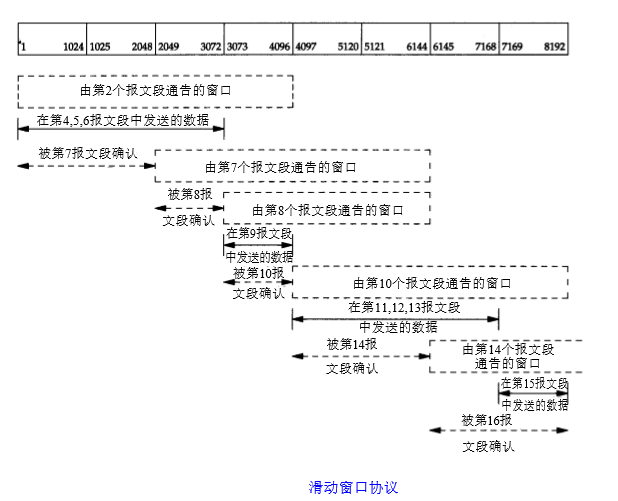 1 1024 1025 2048 2049 3072 3073 4096 4097 5120 5121 6144 6145 7168 7169 8192
由第2个报文段通告的窗口
在第4,5,6报文段中发送的数据
被第7报文段确认
由第7个报文段通告的窗口
被第8报
文段确认
由第8个报文段通告的窗口
在第9报文段
中发送的数据
被第10报
文段确认
由第10个报文段通告的窗口
在第11,12,13报文段
中发送的数据
被第14报
文段确认
由第14个报文段
通告的窗口
在第15报文段
中发送的数据
被第16报
文段确认
滑动窗口协议